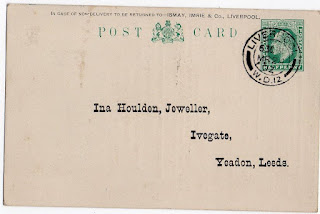 IN CASE OF NON-DELIVERY TO BE RETURNED TO:- ISMAY, IMRIE & Co., LIVERPOOL.
POST CARD
LIVERPOOL
W.D.12
Ina Houlden, Jeweller,
Ivegate,
Yeadon, Leeds.